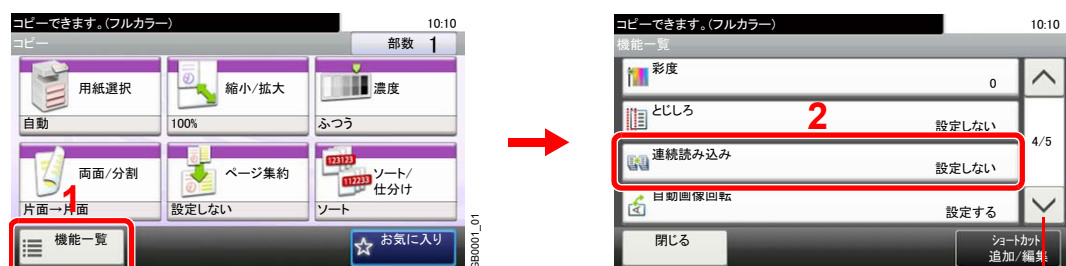 コピーできます。(フルカラー)
10:10
コピー
部数 1
用紙選択
自動
縮小/拡大
100%
濃度
ふつう
両面/分割
片面→片面
ページ集約
設定しない
ソート/
仕分け
ソート
123123
112233
1
機能一覧
お気に入り
GB0001_01
コピーできます。(フルカラー)
10:10
機能一覧
彩度
0
とじしろ
設定しない
2
連続読み込み
設定しない
4/5
自動画像回転
設定する
閉じる
ショートカット
追加/編集